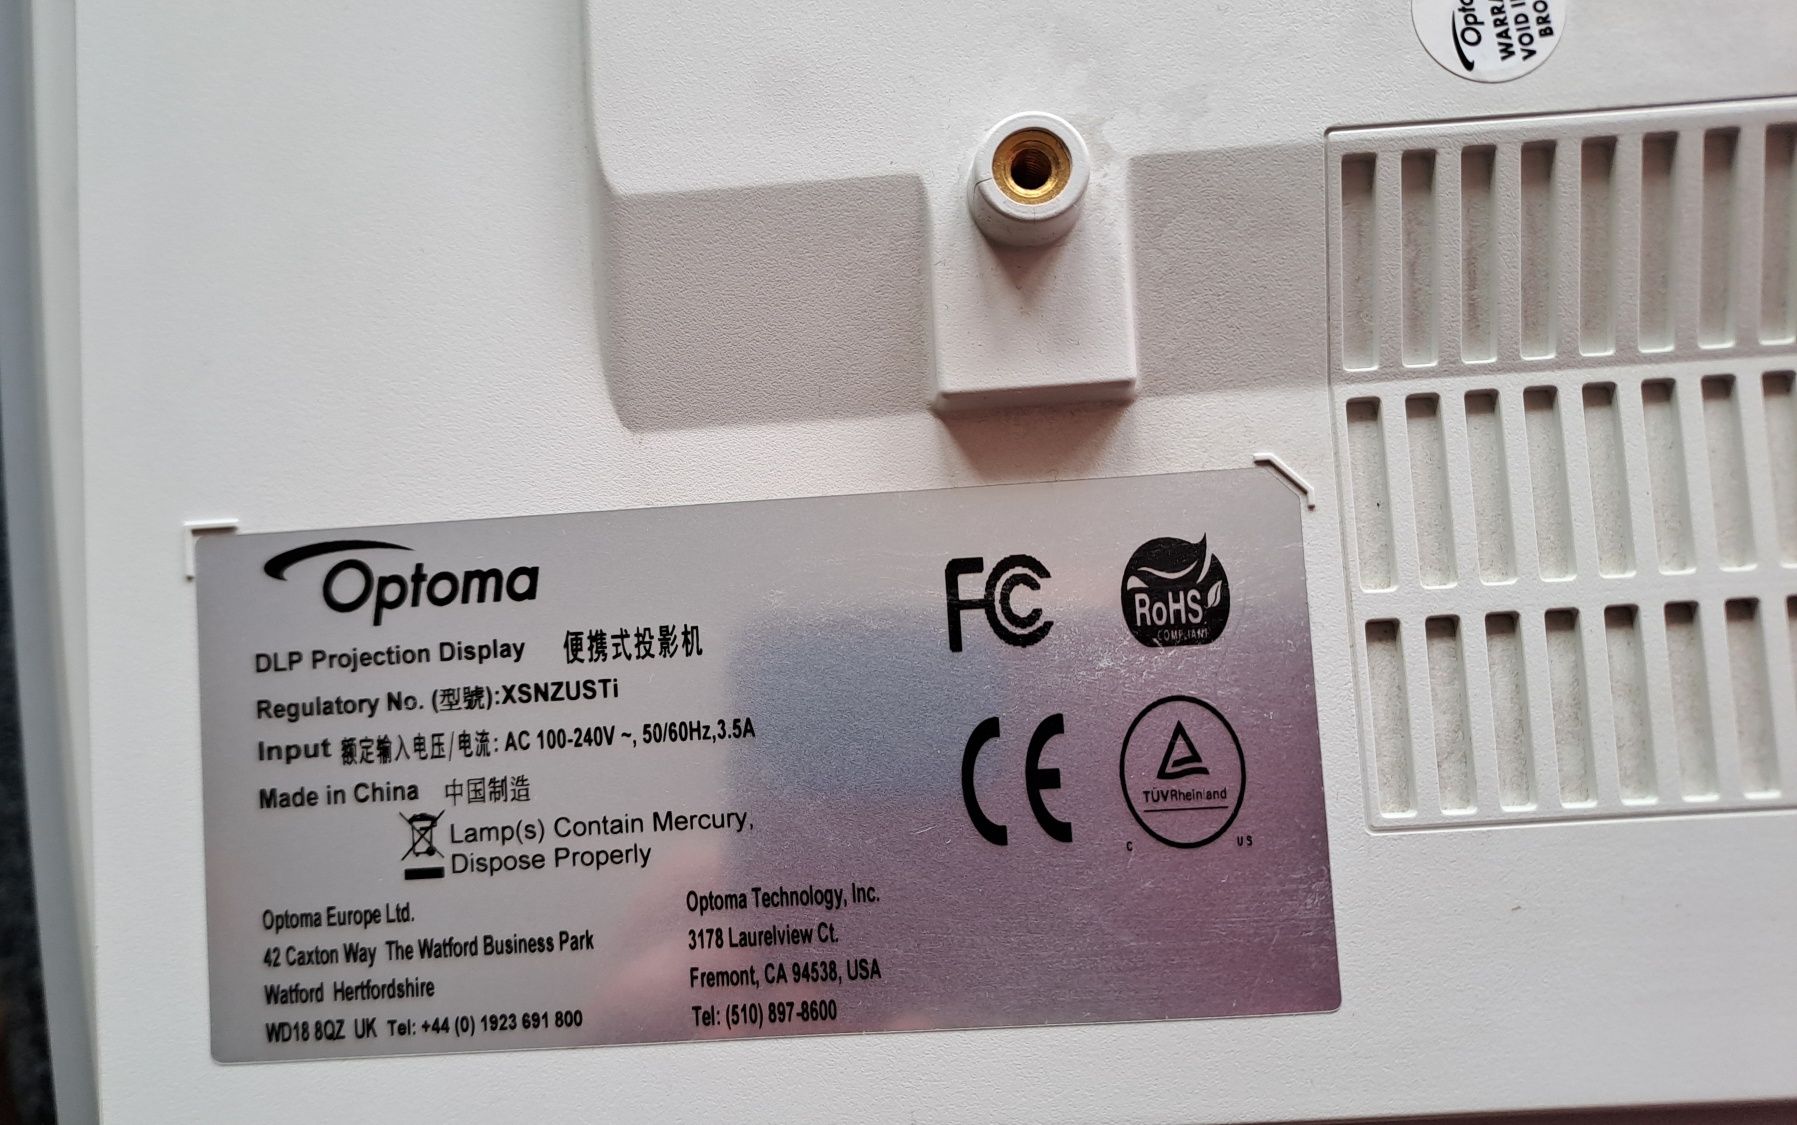 Optoma
WARRA
VOID I
BRO
Optoma
DLP Projection Display 便携式投影机
Regulatory No. (型號):XSNZUSTi
Input 额定输入电压/电流: AC 100-240V ~, 50/60Hz,3.5A
Made in China 中国制造
Lamp(s) Contain Mercury,
Dispose Properly
Optoma Europe Ltd.
42 Caxton Way The Watford Business Park
Watford Hertfordshire
WD18 8QZ UK Tel: +44 (0) 1923 691 800
Optoma Technology, Inc.
3178 Laurelview Ct.
Fremont, CA 94538, USA
Tel: (510) 897-8600
FC
RoHS
COMPLIANT
CE
TÜVRheinland
C US